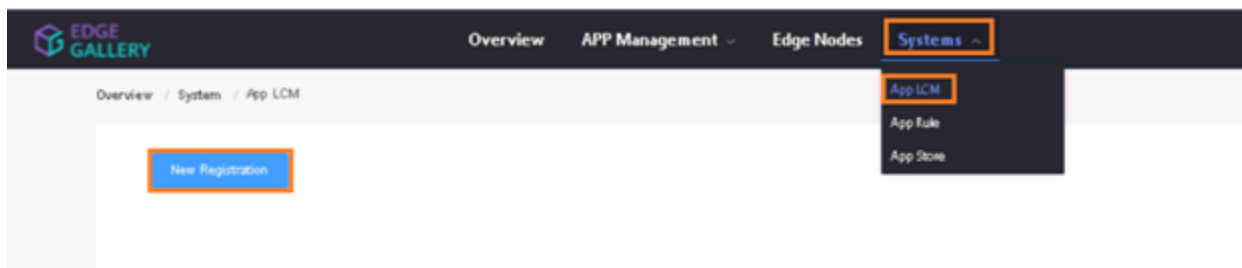 EDGE
GALLERY
Overview APP Management Edge Nodes Systems
Overview / System / App LCM
App LCM
App Rule
App Store
New Registration